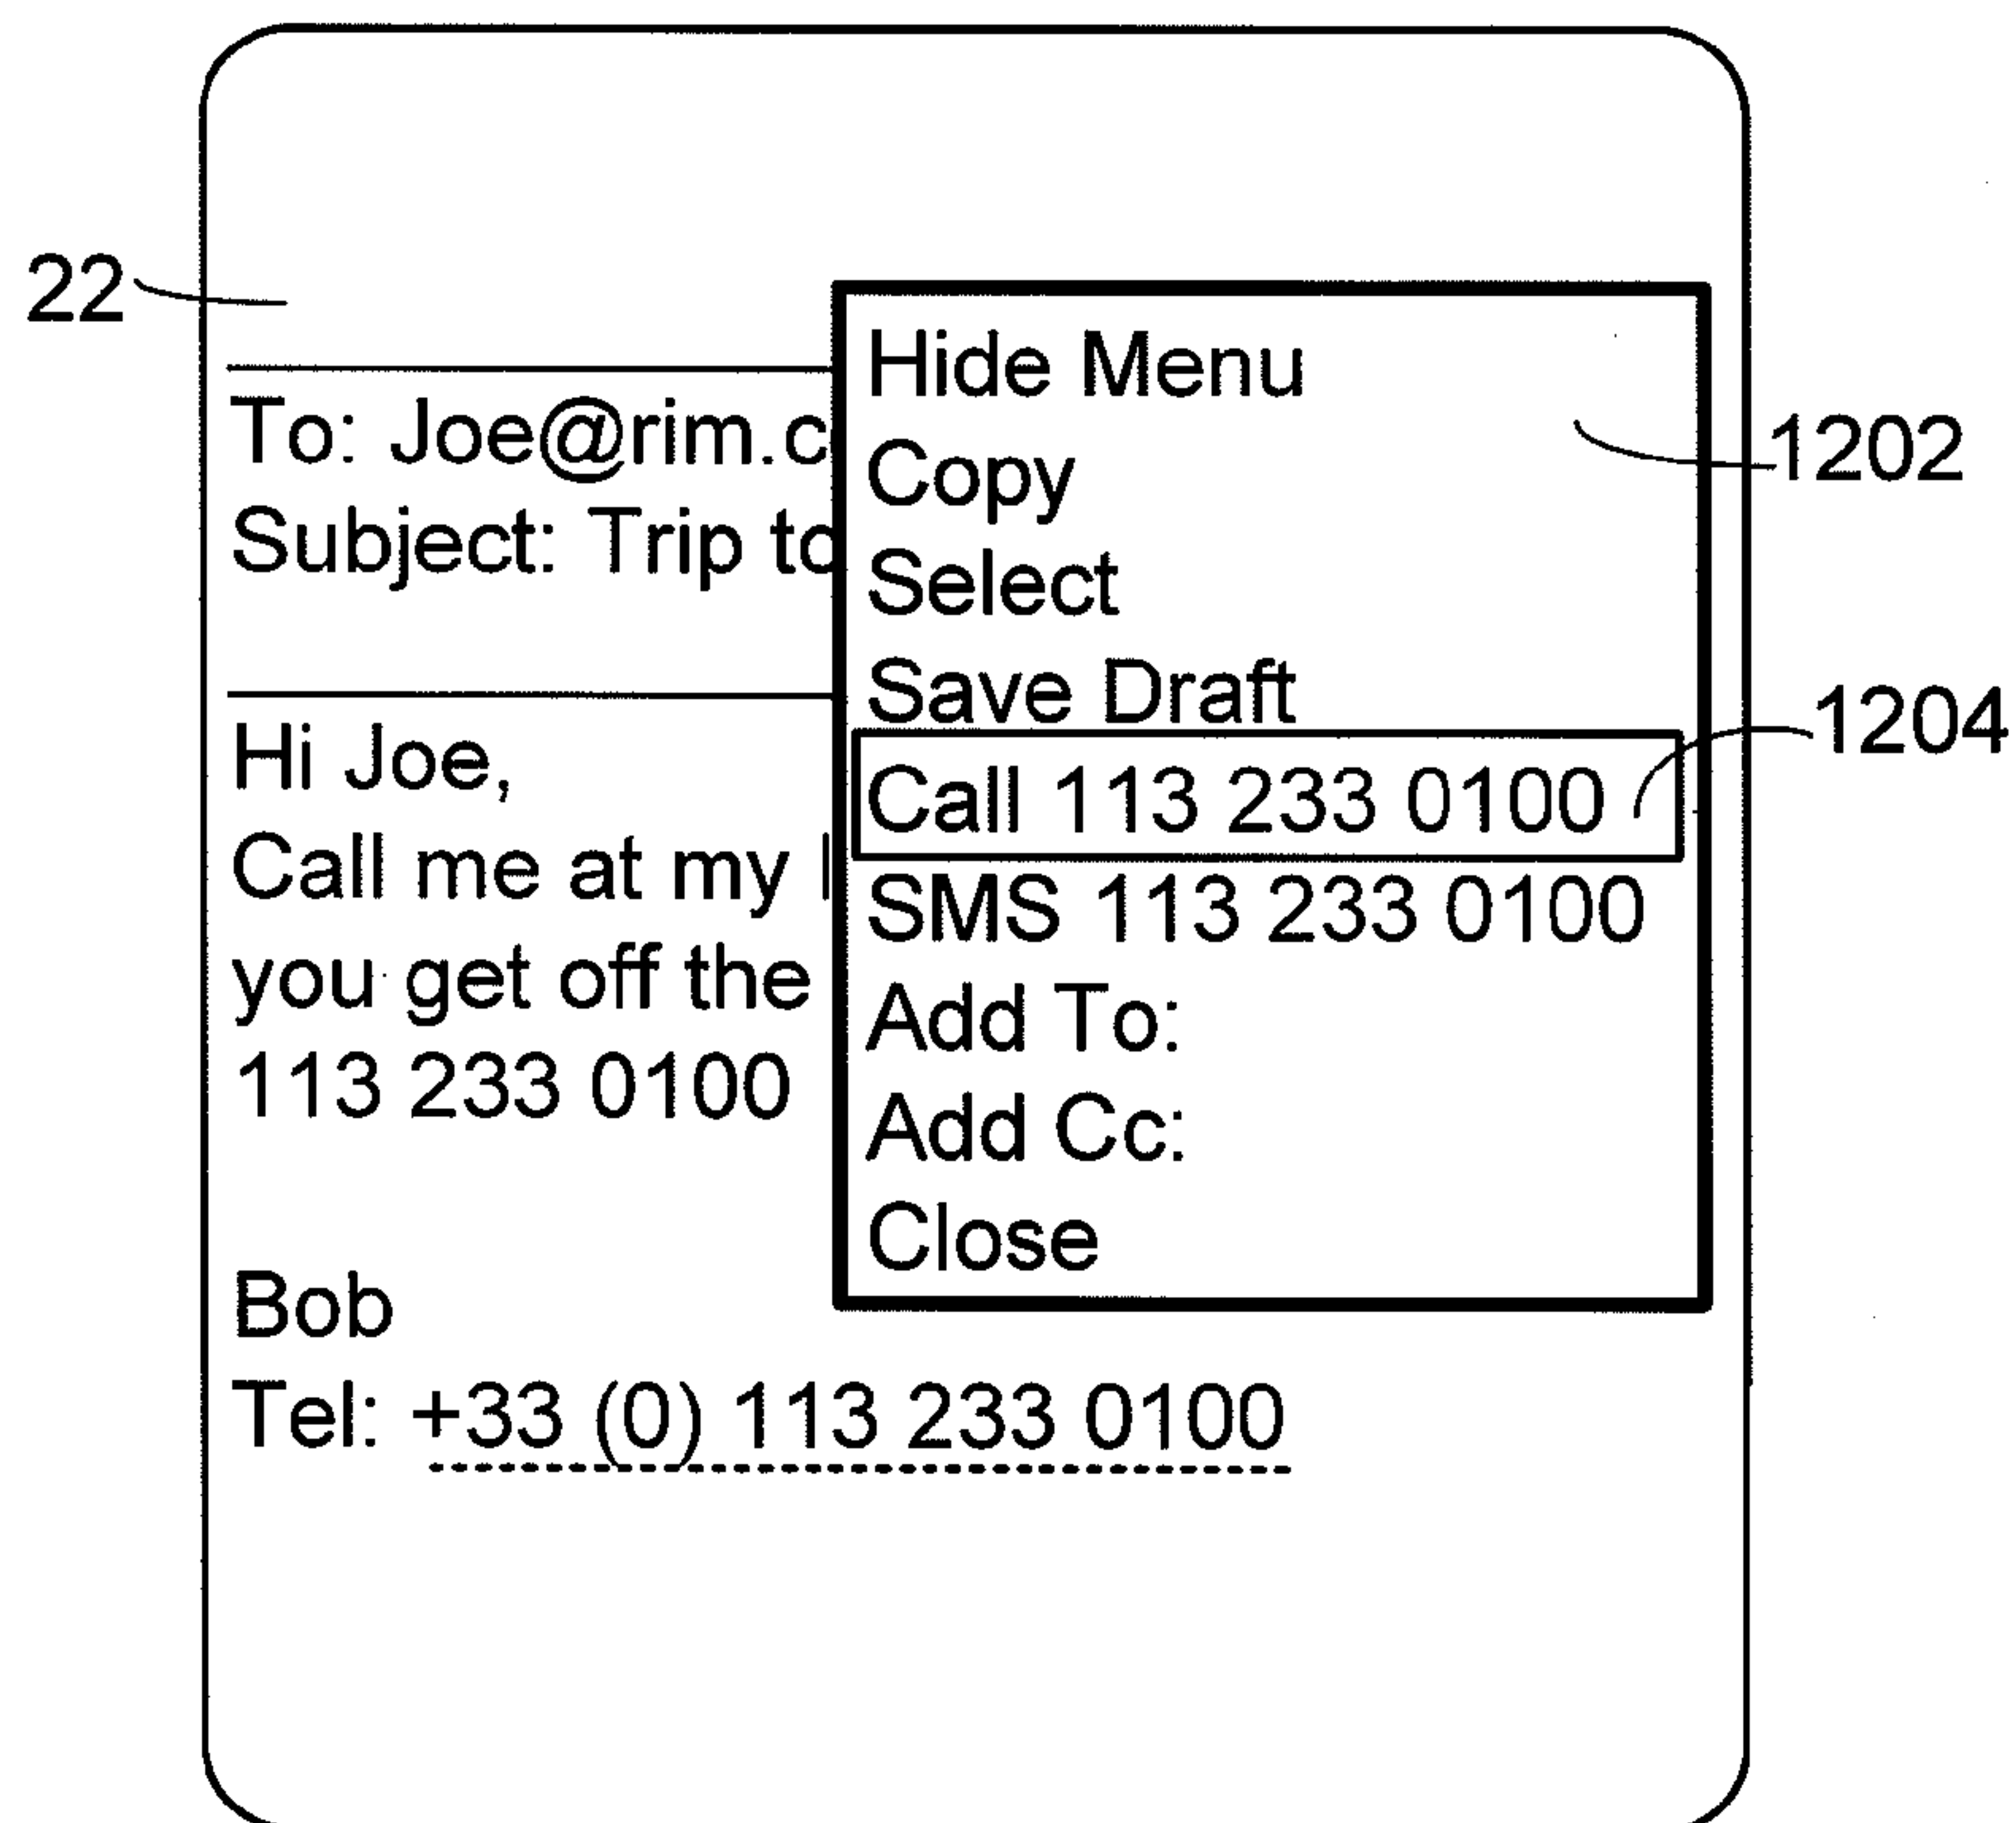 22
To: Joe@rim.c
Subject: Trip to
Hi Joe,
Call me at my
you get off the
113 233 0100
Bob
Tel: +33 (0) 113 233 0100
Hide Menu
Copy
Select
Save Draft
Call 113 233 0100
SMS 113 233 0100
Add To:
Add Cc:
Close
1202
1204